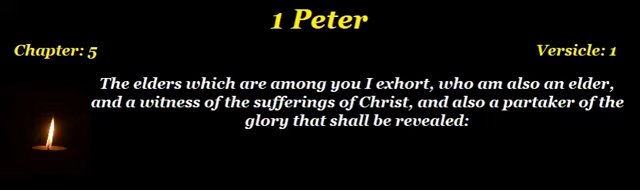 1 Peter
Chapter: 5
Versicle: 1
The elders which are among you I exhort, who am also an elder,
and a witness of the sufferings of Christ, and also a partaker of the
glory that shall be revealed: